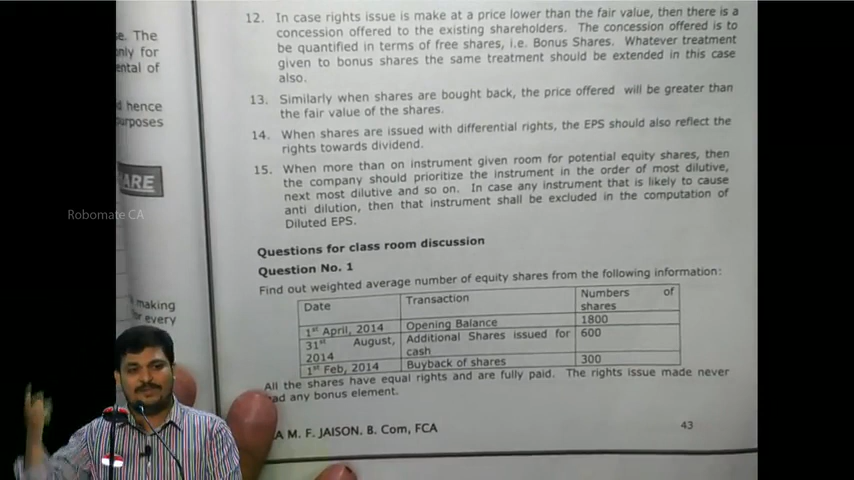 se. The
only for
ental of
d hence
purposes
ARE
making
or every
12. In case rights issue is make at a price lower than the fair value, then there is a
concession offered to the existing shareholders. The concession offered is to
be quantified in terms of free shares, i.e. Bonus Shares. Whatever treatment
given to bonus shares the same treatment should be extended in this case
also.
13. Similarly when shares are bought back, the price offered will be greater than
the fair value of the shares.
14. When shares are issued with differential rights, the EPS should also reflect the
rights towards dividend.
15. When more than on instrument given room for potential equity shares, then
the company should prioritize the instrument in the order of most dilutive,
next most dilutive and so on. In case any instrument that is likely to cause
anti dilution, then that instrument shall be excluded in the computation of
Diluted EPS.
Robomate CA
Questions for class room discussion
Question No. 1
Find out weighted average number of equity shares from the following information:
Date Transaction Numbers of
shares
1st April, 2014 Opening Balance 1800
31st August, Additional Shares issued for 600
2014 cash
1st Feb, 2014 Buyback of shares 300
All the shares have equal rights and are fully paid. The rights issue made never
ad any bonus element.
A M. F. JAISON. B. Com, FCA
43